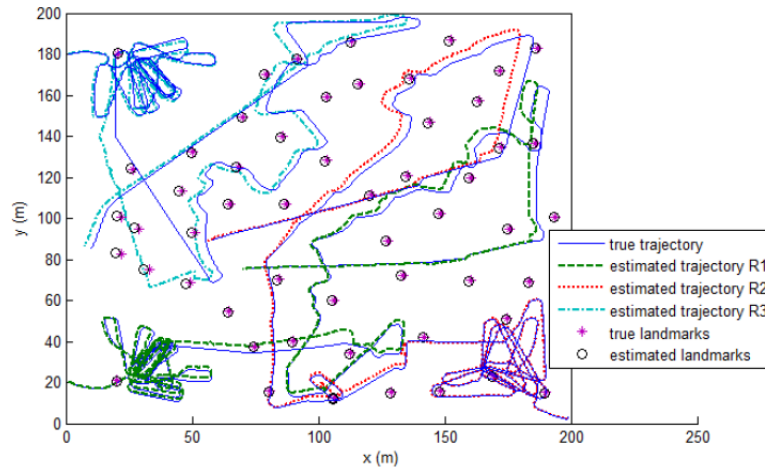 200
180
160
140
120
100
80
60
40
20
0
y (m)
0
50
100
150
200
250
x (m)
true trajectory
estimated trajectory R1
estimated trajectory R2
estimated trajectory R3
true landmarks
estimated landmarks